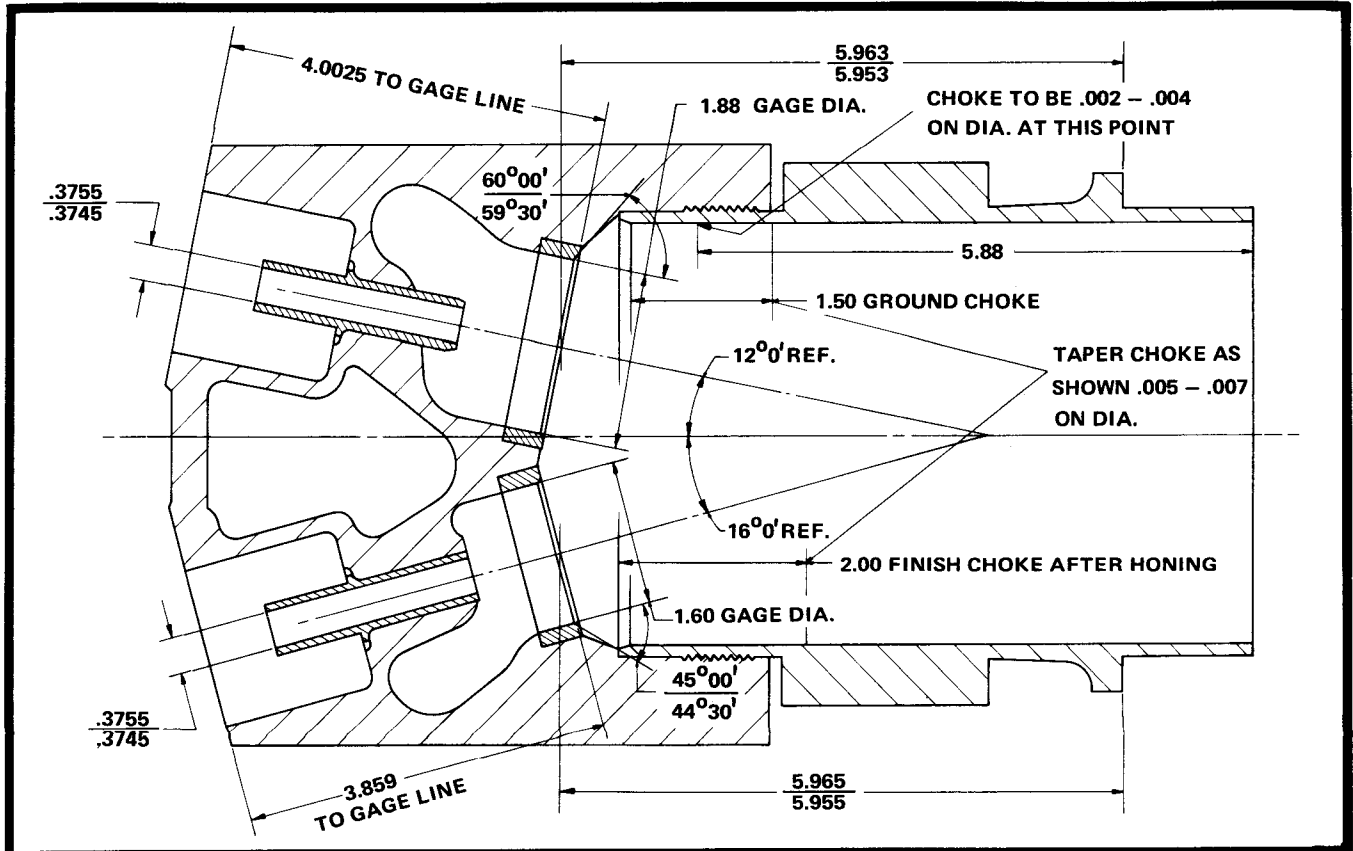 4.0025 TO GAGE LINE
5.963
5.953
1.88 GAGE DIA.
CHOKE TO BE .002 – .004
ON DIA. AT THIS POINT
60°00'
59°30'
.3755
.3745
5.88
1.50 GROUND CHOKE
12°0' REF.
TAPER CHOKE AS
SHOWN .005 – .007
ON DIA.
16°0' REF.
2.00 FINISH CHOKE AFTER HONING
1.60 GAGE DIA.
45°00'
44°30'
.3755
,3745
3.859
TO GAGE LINE
5.965
5.955